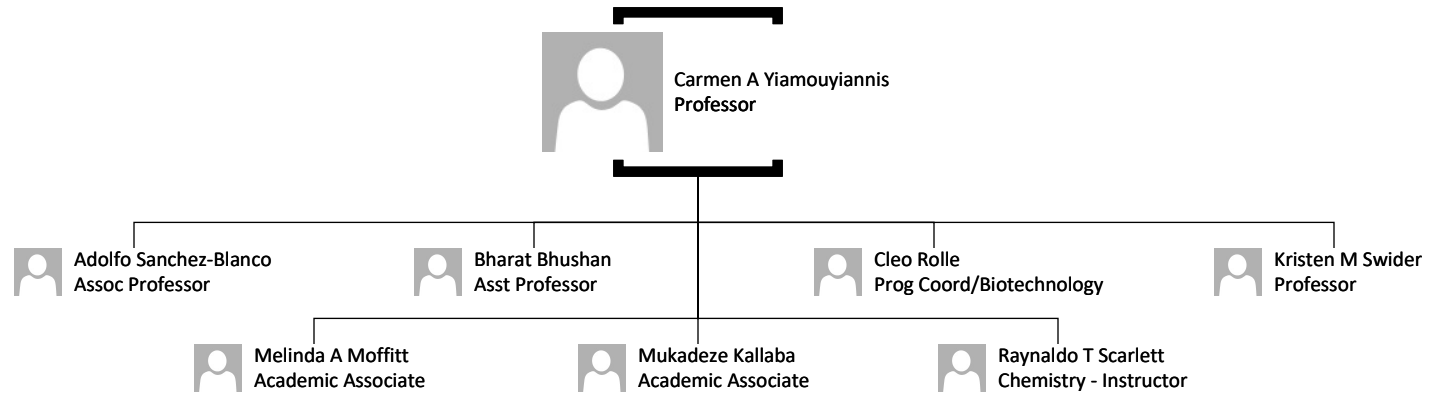 Carmen A Yiamouyiannis
Professor
Adolfo Sanchez-Blanco
Assoc Professor
Bharat Bhushan
Asst Professor
Cleo Rolle
Prog Coord/Biotechnology
Kristen M Swider
Professor
Melinda A Moffitt
Academic Associate
Mukadeze Kallaba
Academic Associate
Raynaldo T Scarlett
Chemistry - Instructor